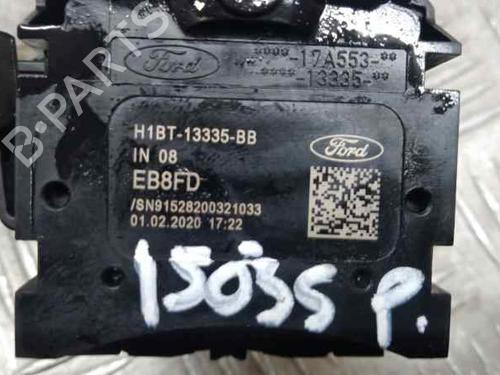 Ford
****-17A553-**
****-13335-**
H1BT-13335-BB
IN 08
Ford
EB8FD
/SN91528200321033
01.02.2020 17:22
15035 P.
B-PARTS